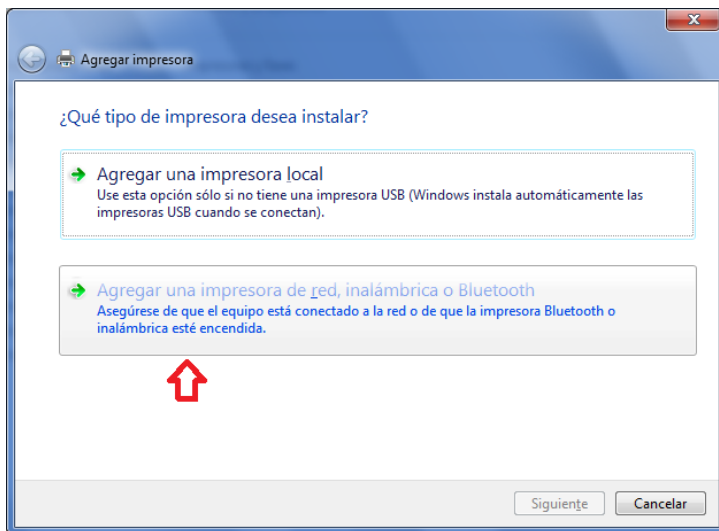 Agregar impresora
¿Qué tipo de impresora desea instalar?
Agregar una impresora local
Use esta opción sólo si no tiene una impresora USB (Windows instala automáticamente las
impresoras USB cuando se conectan).
Agregar una impresora de red, inalámbrica o Bluetooth
Asegúrese de que el equipo está conectado a la red o de que la impresora Bluetooth o
inalámbrica esté encendida.
Siguiente
Cancelar